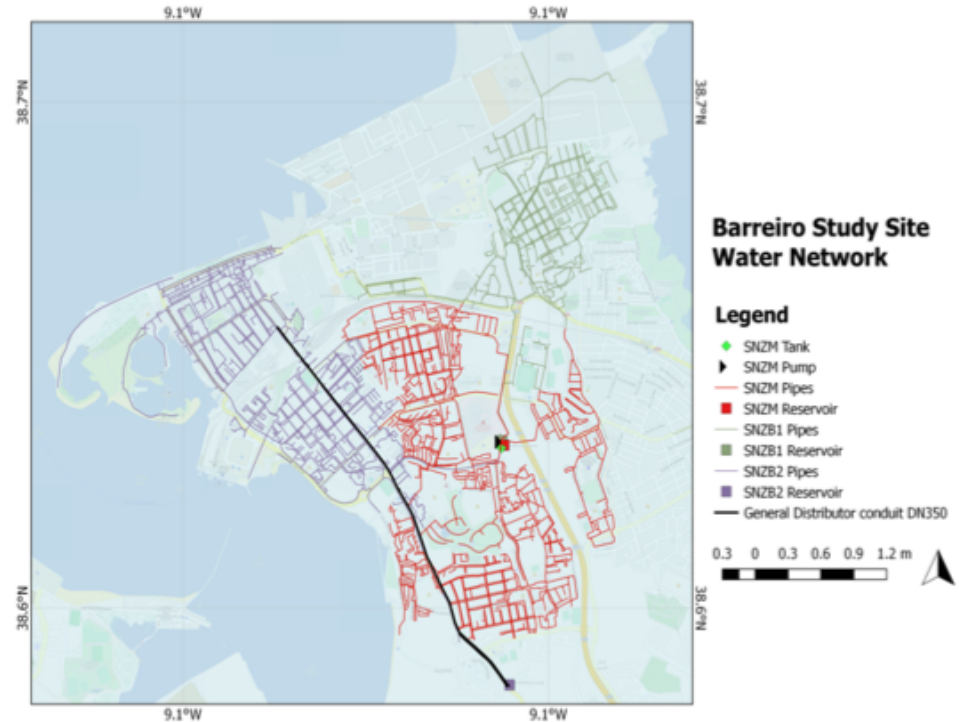 9.1°W 9.1°W
38.7°N 38.7°N
Barreiro Study Site
Water Network
Legend
SNZM Tank
SNZM Pump
SNZM Pipes
SNZM Reservoir
SNZB1 Pipes
SNZB1 Reservoir
SNZB2 Pipes
SNZB2 Reservoir
General Distributor conduit DN350
0.3 0 0.3 0.6 0.9 1.2 m
38.6°N 38.6°N
9.1°W 9.1°W